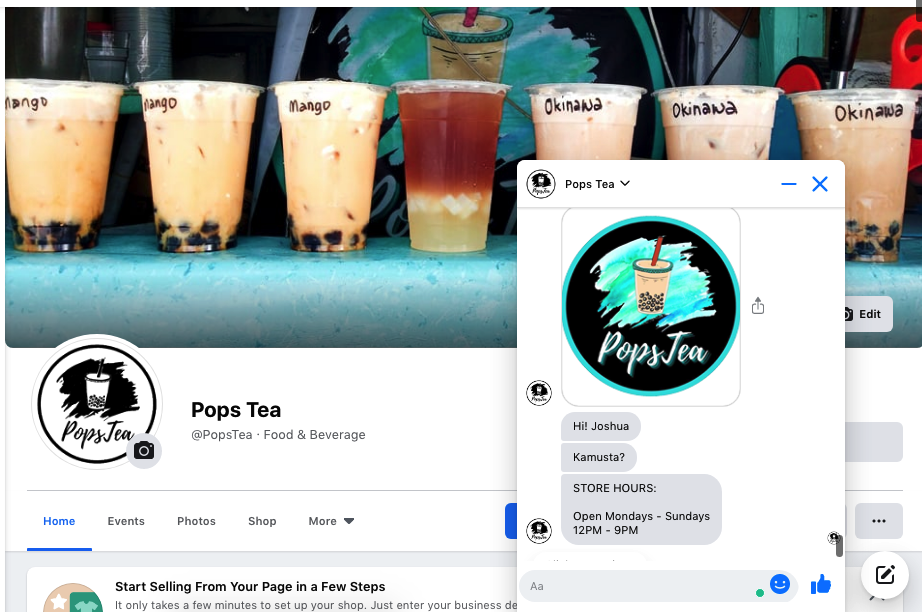 Mango
Mango
Mango
Okinawa
Okinawa
Okinawa
Pops Tea
PopsTea
Edit
PopsTea
Pops Tea
@PopsTea · Food & Beverage
Hi! Joshua
Kamusta?
STORE HOURS:
Open Mondays - Sundays
12PM - 9PM
Home
Events
Photos
Shop
More
Start Selling From Your Page in a Few Steps
It only takes a few minutes to set up your shop. Just enter your business de
Aa